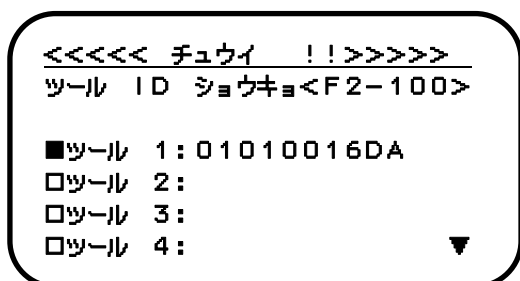 <<<<< チュウイ !!>>>>>
ツール ID ショウキョ<F2-100>
■ツール 1:01010016DA
□ツール 2:
□ツール 3:
□ツール 4: ▼